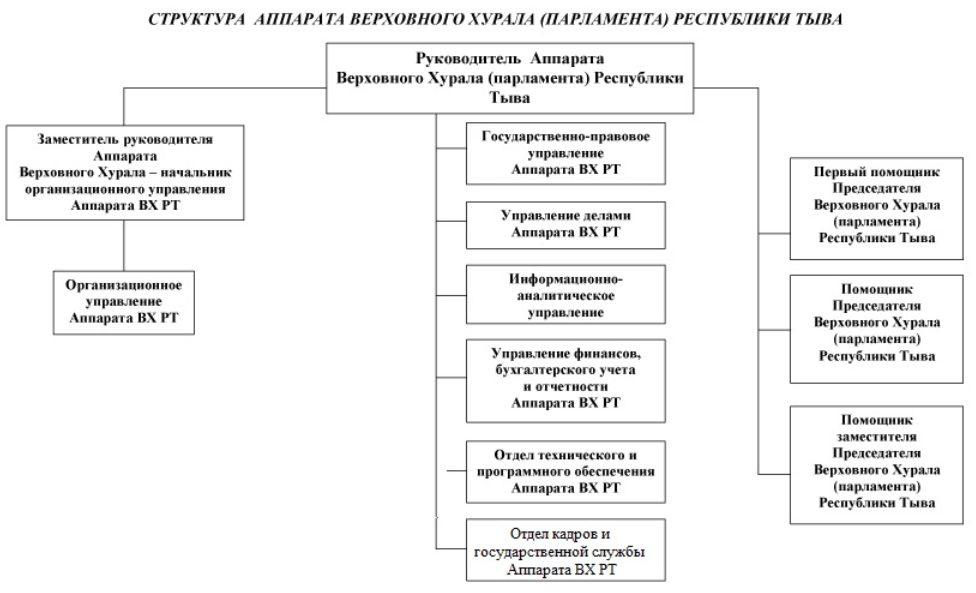 СТРУКТУРА АППАРАТА ВЕРХОВНОГО ХУРАЛА (ПАРЛАМЕНТА) РЕСПУБЛИКИ ТЫВА
Руководитель Аппарата
Верховного Хурала (парламента) Республики
Тыва
Заместитель руководителя
Аппарата
Верховного Хурала – начальник
организационного управления
Аппарата ВХ РТ
Организационное
управление
Аппарата ВХ РТ
Государственно-правовое
управление
Аппарата ВХ РТ
Управление делами
Аппарата ВХ РТ
Информационно-
аналитическое
управление
Управление финансов,
бухгалтерского учета
и отчетности
Аппарата ВХ РТ
Отдел технического и
программного обеспечения
Аппарата ВХ РТ
Отдел кадров и
государственной службы
Аппарата ВХ РТ
Первый помощник
Председателя
Верховного Хурала
(парламента)
Республики Тыва
Помощник
Председателя
Верховного Хурала
(парламента)
Республики Тыва
Помощник
заместителя
Председателя
Верховного Хурала
(парламента)
Республики Тыва